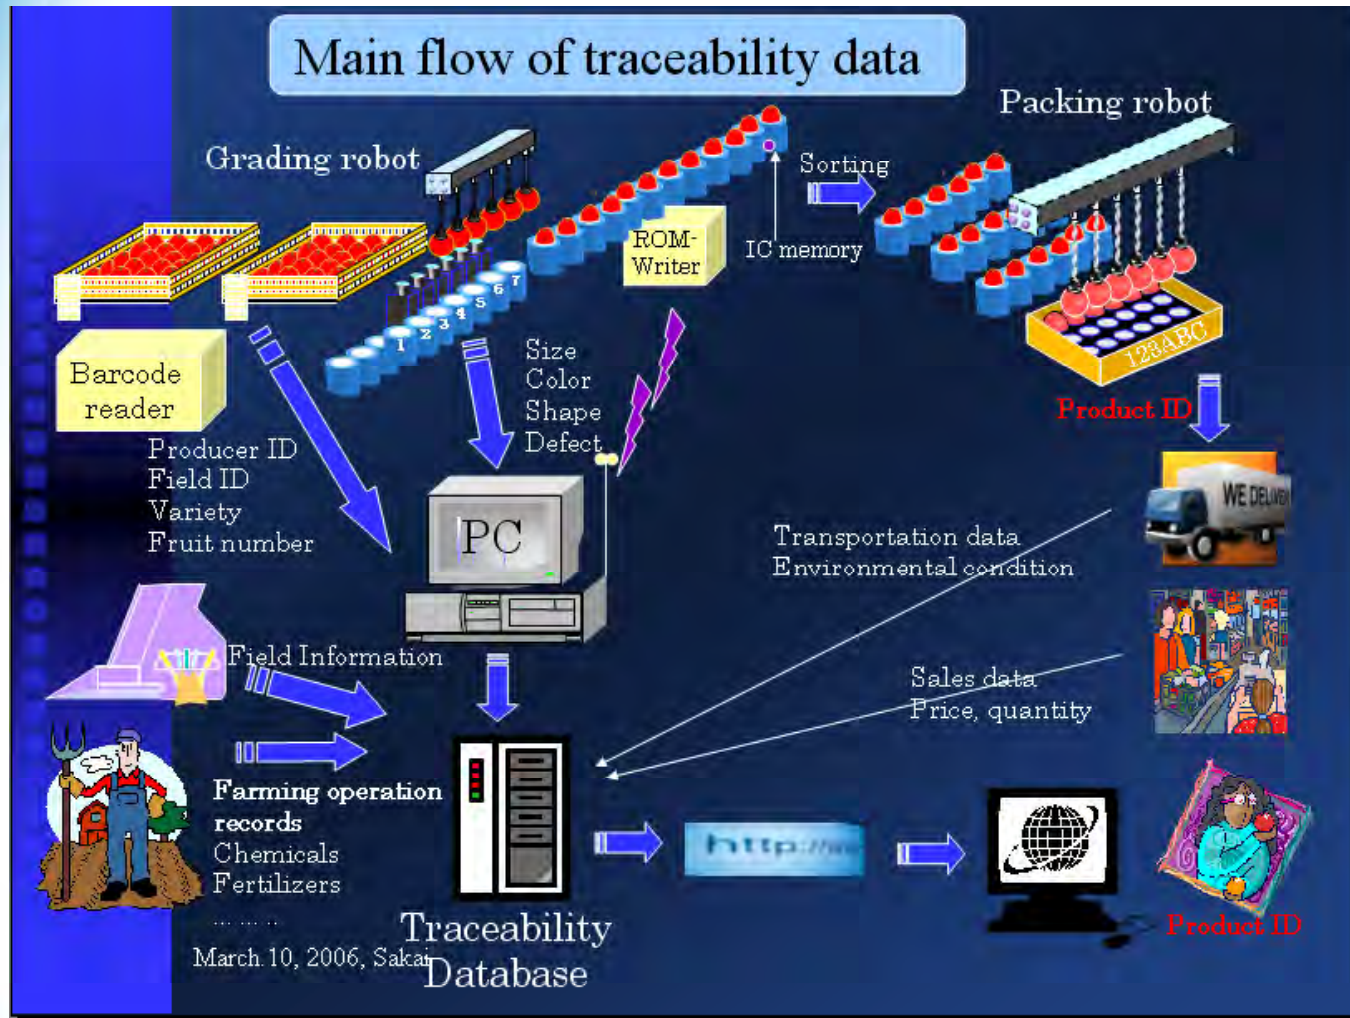 Main flow of traceability data
Packing robot
Grading robot
Sorting
ROM-
Writer
IC memory
1 2 3 4 5 6 7
123ABC
Barcode
reader
Size
Color
Shape
Defect
Product ID
Producer ID
Field ID
Variety
Fruit number
PC
WE DELIVER
Transportation data
Environmental condition
Field Information
Sales data
Price, quantity
Farming operation
records
Chemicals
Fertilizers
... ... ..
http://
Traceability
Database
Product ID
March.10, 2006, Sakai